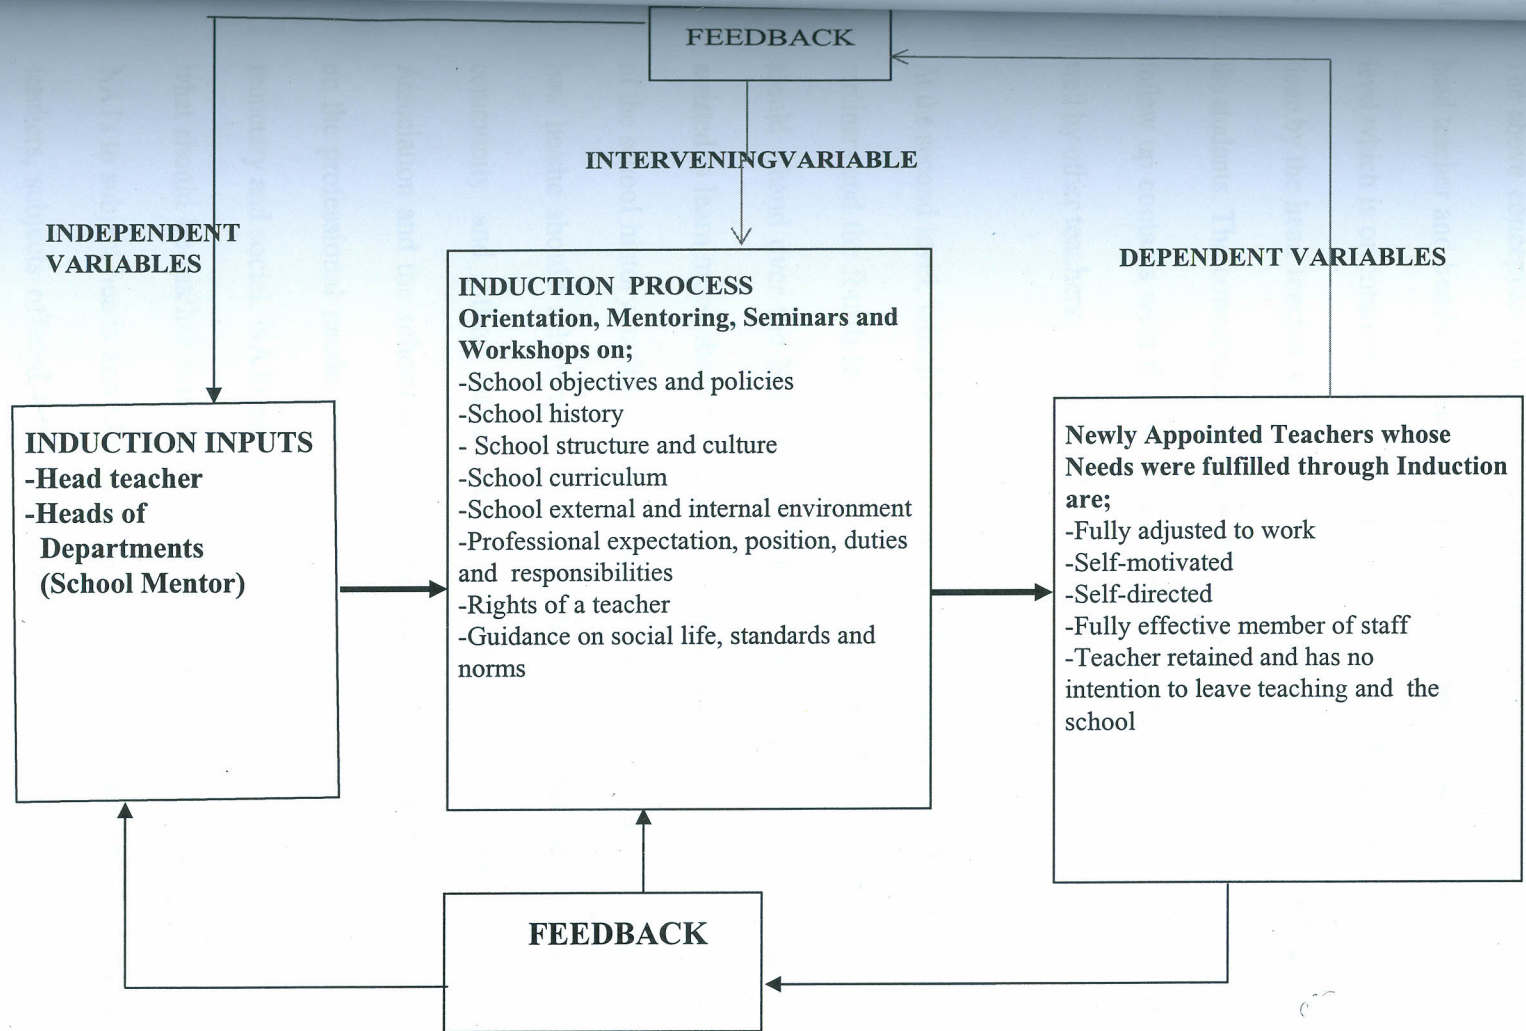 FEEDBACK
INTERVENINGVARIABLE
INDEPENDENT
VARIABLES
DEPENDENT VARIABLES
INDUCTION INPUTS
-Head teacher
-Heads of
Departments
(School Mentor)
INDUCTION PROCESS
Orientation, Mentoring, Seminars and
Workshops on;
-School objectives and policies
-School history
- School structure and culture
-School curriculum
-School external and internal environment
-Professional expectation, position, duties
and responsibilities
-Rights of a teacher
-Guidance on social life, standards and
norms
Newly Appointed Teachers whose
Needs were fulfilled through Induction
are;
-Fully adjusted to work
-Self-motivated
-Self-directed
-Fully effective member of staff
-Teacher retained and has no
intention to leave teaching and the
school
FEEDBACK